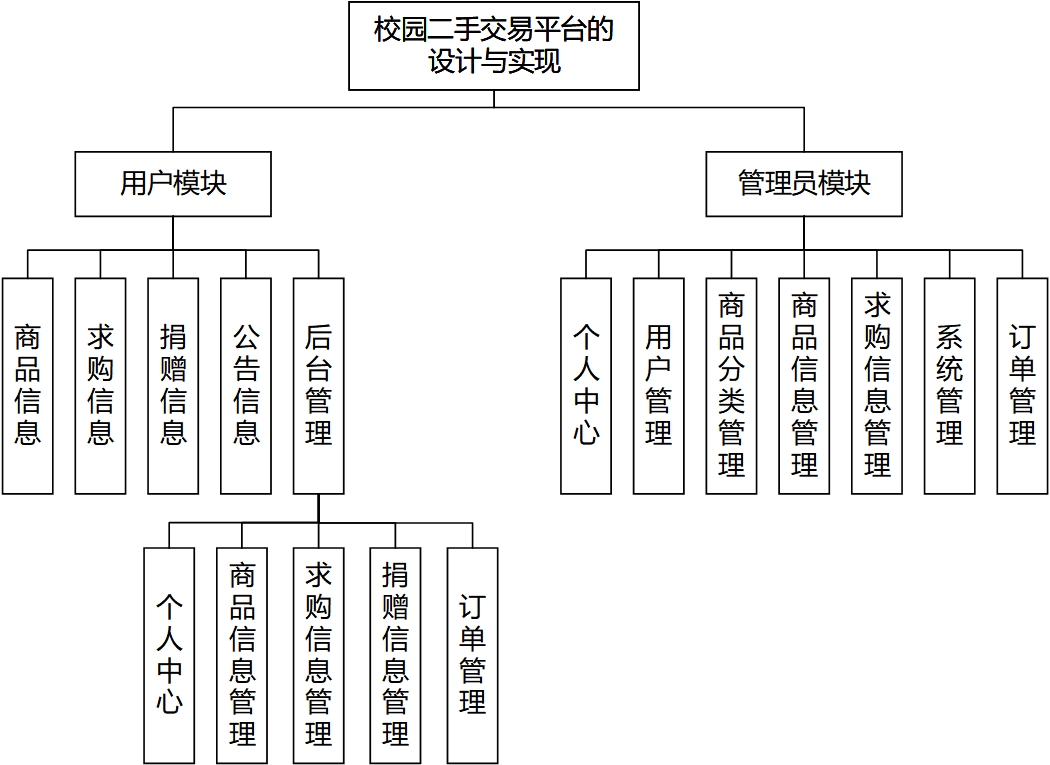 校园二手交易平台的
设计与实现
用户模块
管理员模块
商品信息
求购信息
捐赠信息
公告信息
后台管理
个人中心
用户管理
商品分类管理
商品信息管理
求购信息管理
系统管理
订单管理
个人中心
商品信息管理
求购信息管理
捐赠信息管理
订单管理